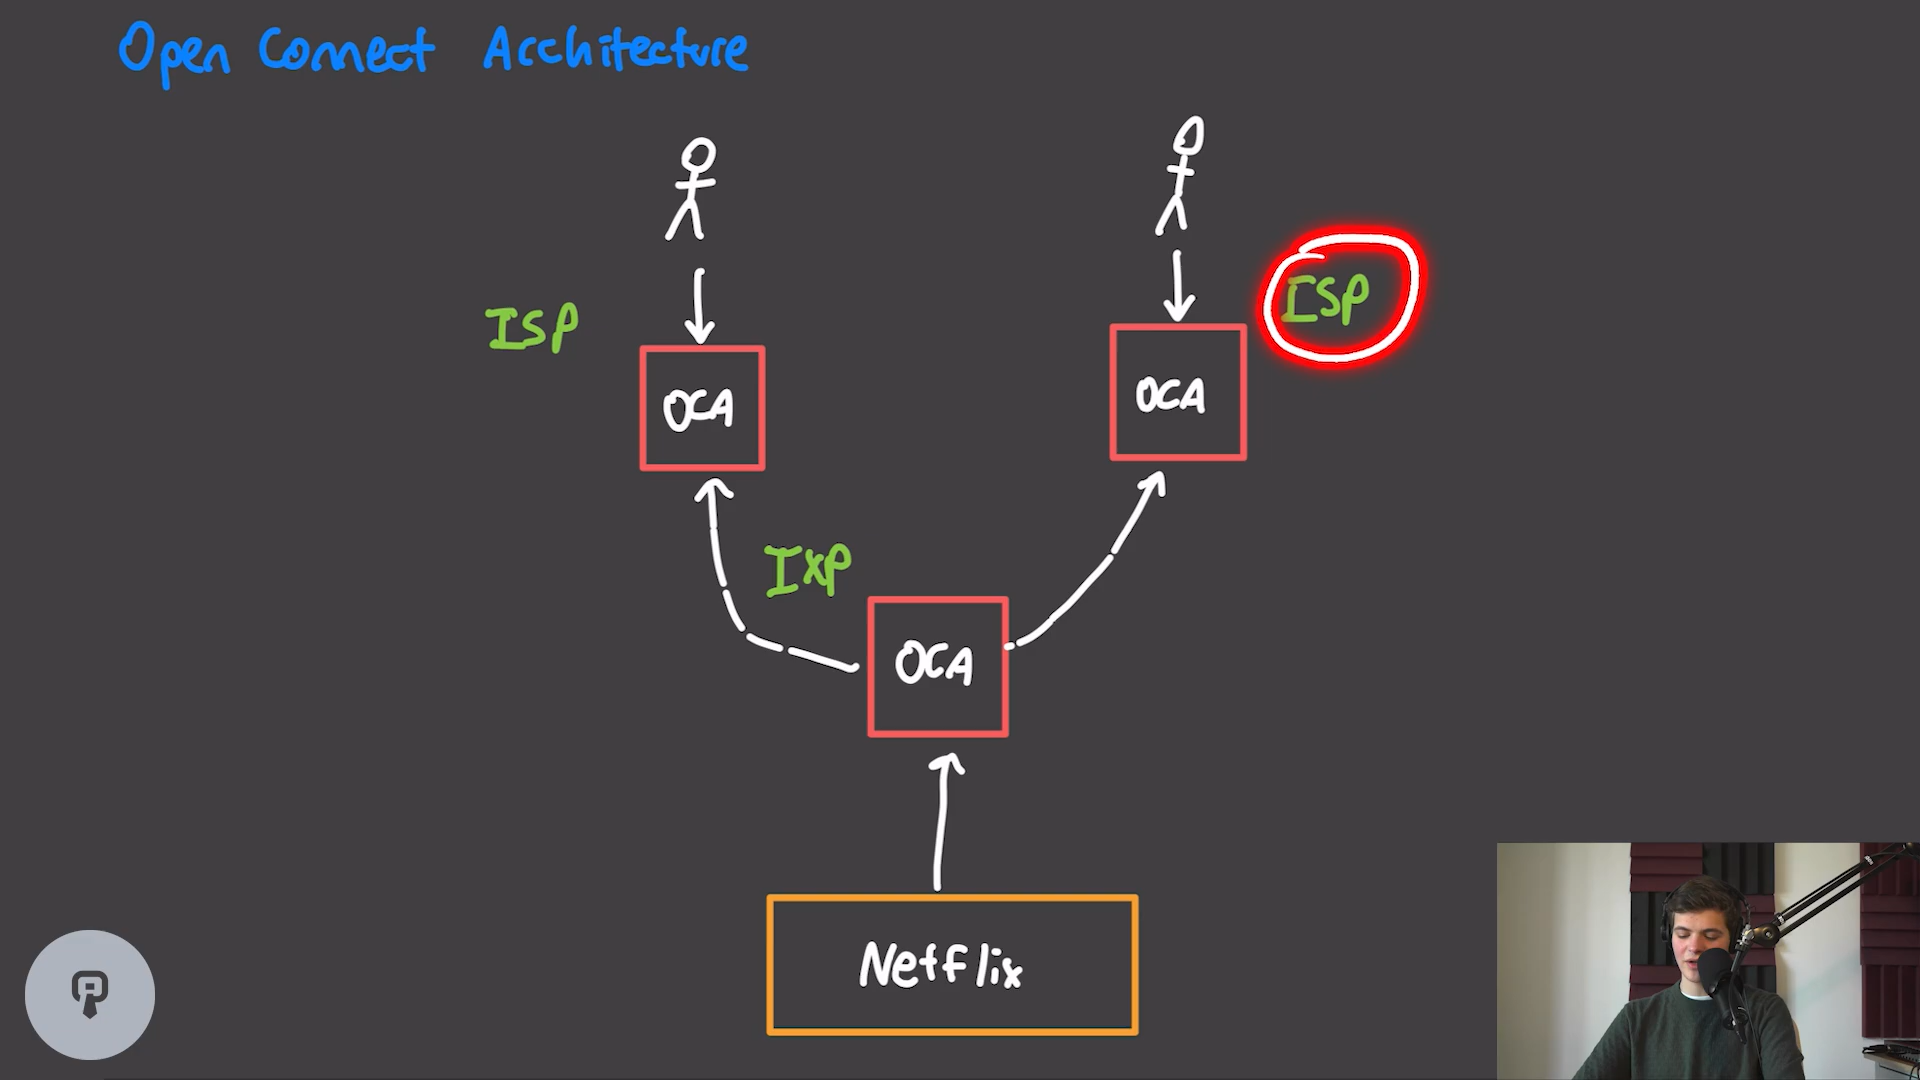 Open Connect Architecture
ISP
ISP
OCA
OCA
IXP
OCA
Netflix